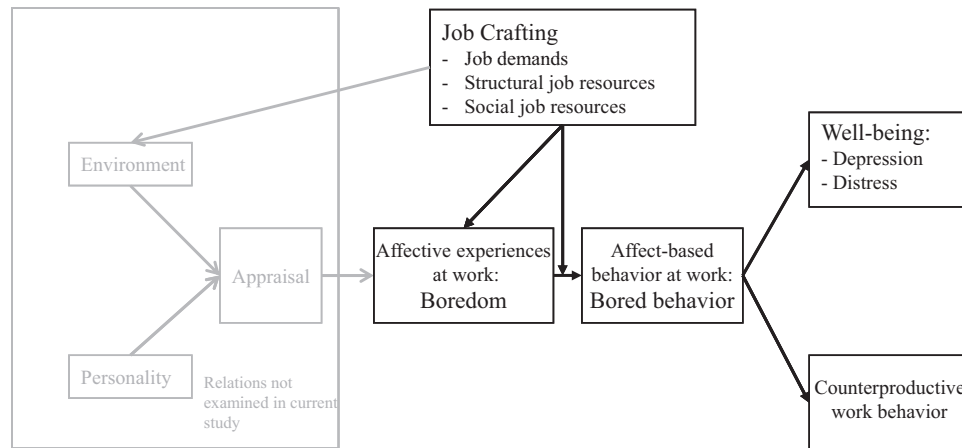 Job Crafting
- Job demands
- Structural job resources
- Social job resources
Environment
Appraisal
Personality
Relations not
examined in current
study
Affective experiences
at work:
Boredom
Affect-based
behavior at work:
Bored behavior
Well-being:
- Depression
- Distress
Counterproductive
work behavior